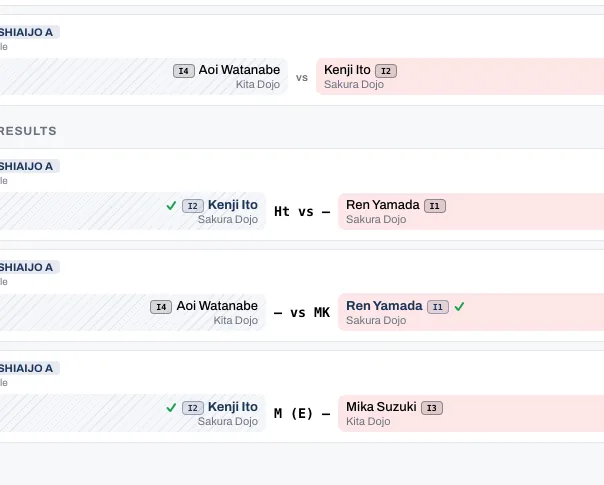 SHIAIJO A
le
I4 Aoi Watanabe
Kita Dojo
vs
Kenji Ito I2
Sakura Dojo
RESULTS
SHIAIJO A
le
✓ I2 Kenji Ito
Sakura Dojo
Ht vs —
Ren Yamada I1
Sakura Dojo
SHIAIJO A
le
I4 Aoi Watanabe
Kita Dojo
— vs MK
Ren Yamada I1 ✓
Sakura Dojo
SHIAIJO A
le
✓ I2 Kenji Ito
Sakura Dojo
M (E) —
Mika Suzuki I3
Kita Dojo